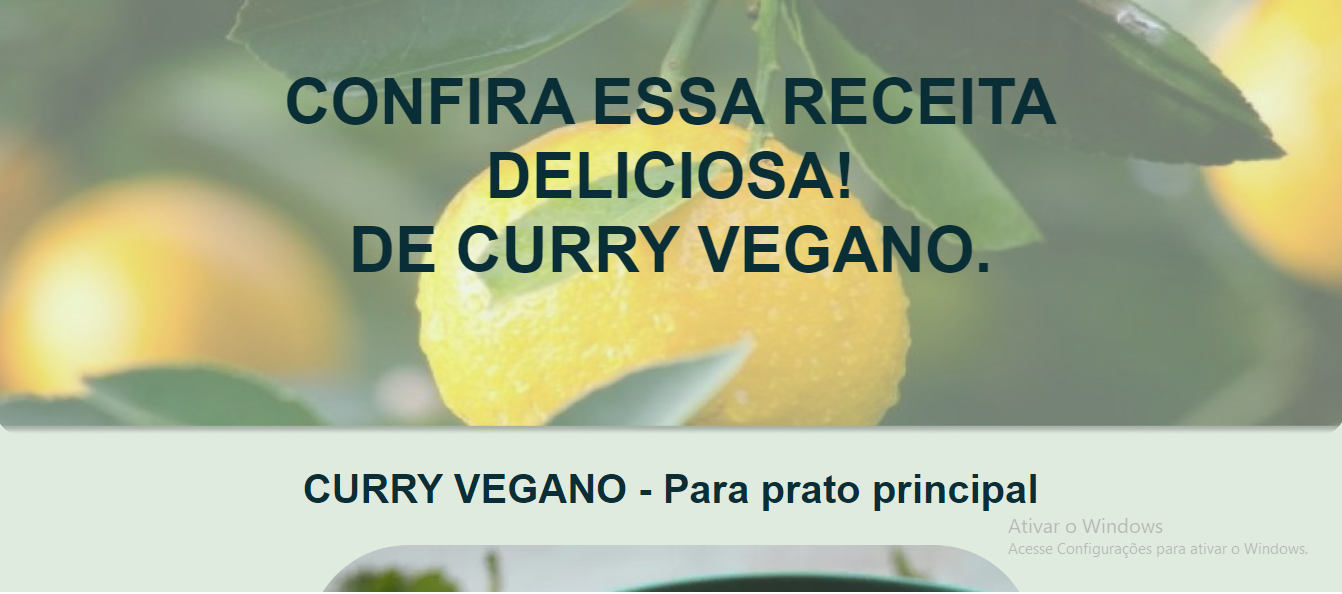 CONFIRA ESSA RECEITA
DELICIOSA!
DE CURRY VEGANO.
CURRY VEGANO - Para prato principal
Ativar o Windows
Acesse Configurações para ativar o Windows.